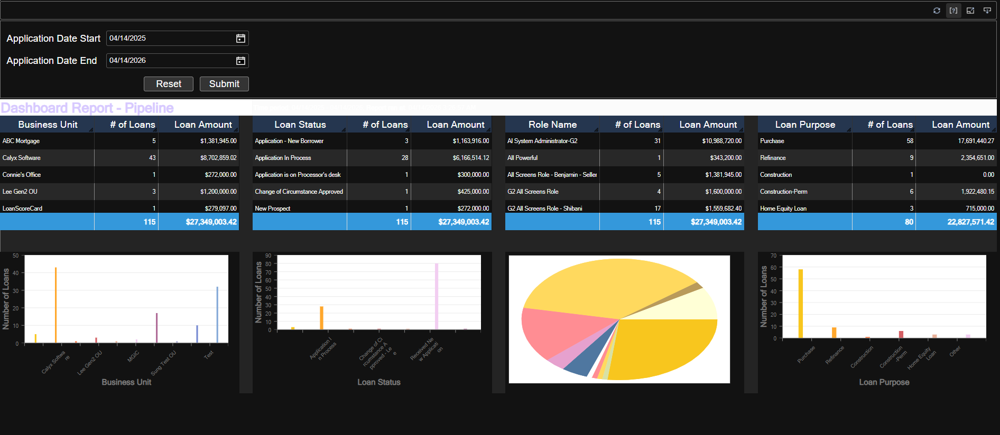 Application Date Start 04/14/2025
Application Date End 04/14/2026
Reset Submit
Dashboard Report - Pipeline
Business Unit # of Loans Loan Amount
ABC Mortgage 5 $1,381,945.00
Calyx Software 43 $8,702,859.02
Connie's Office 1 $272,000.00
Lee Gen2 OU 3 $1,200,000.00
LoanScoreCard 1 $279,097.00
115 $27,349,003.42
Loan Status # of Loans Loan Amount
Application - New Borrower 3 $1,163,916.00
Application In Process 28 $6,166,514.12
Application is on Processor's desk 1 $300,000.00
Change of Circumstance Approved 1 $425,000.00
New Prospect 1 $272,000.00
115 $27,349,003.42
Role Name # of Loans Loan Amount
AI System Administrator-G2 31 $10,988,720.00
All Powerful 1 $343,200.00
All Screens Role - Benjamin - Seller 5 $1,381,945.00
G2 All Screens Role 4 $1,600,000.00
G2 All Screens Role - Shibani 17 $1,559,682.40
115 $27,349,003.42
Loan Purpose # of Loans Loan Amount
Purchase 58 17,691,440.27
Refinance 9 2,354,651.00
Construction 1 0.00
Construction-Perm 6 1,922,480.15
Home Equity Loan 3 715,000.00
80 22,827,571.42
Number of Loans
50
40
30
20
10
0
Calyx Softwa
re
Lee Gen2 OU
MGIC
Sung Test OU
Test
Business Unit
Number of Loans
90
80
70
60
50
40
30
20
10
0
Application I
n Process
Change of Ci
rcumstance A
pproved - Le
e
Received Ne
w Applicati
on
Loan Status
Number of Loans
70
60
50
40
30
20
10
0
Purchase
Refinance
Construction
Construction
-Perm
Home Equity
Loan
Other
Loan Purpose